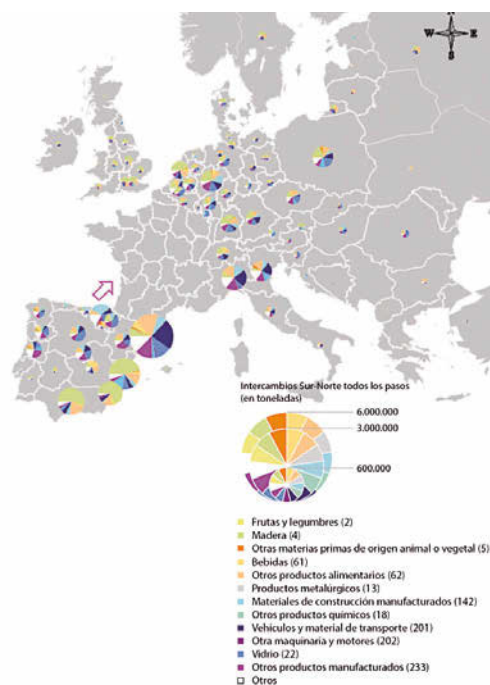 W E
S
Intercambios Sur-Norte todos los pasos
(en toneladas)
6.000.000
3.000.000
600.000
Frutas y legumbres (2)
Madera (4)
Otras materias primas de origen animal o vegetal (5)
Bebidas (61)
Otros productos alimentarios (62)
Productos metalúrgicos (13)
Materiales de construcción manufacturados (142)
Otros productos químicos (18)
Vehículos y material de transporte (201)
Otra maquinaria y motores (202)
Vidrio (22)
Otros productos manufacturados (233)
Otros